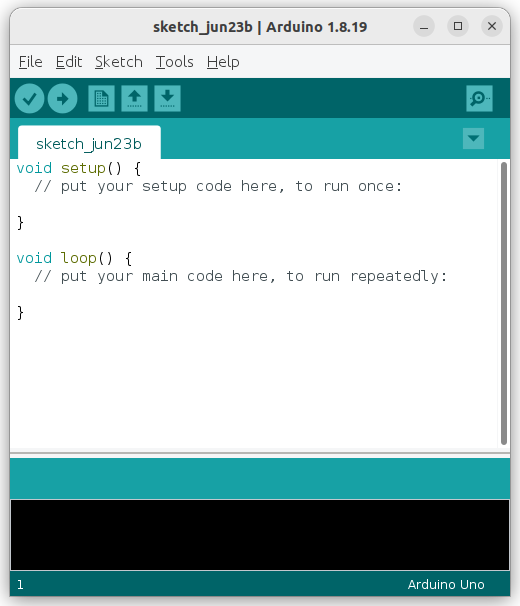 sketch_jun23b | Arduino 1.8.19
File Edit Sketch Tools Help
sketch_jun23b
void setup() {
  // put your setup code here, to run once:
}
void loop() {
  // put your main code here, to run repeatedly:
}
1 Arduino Uno